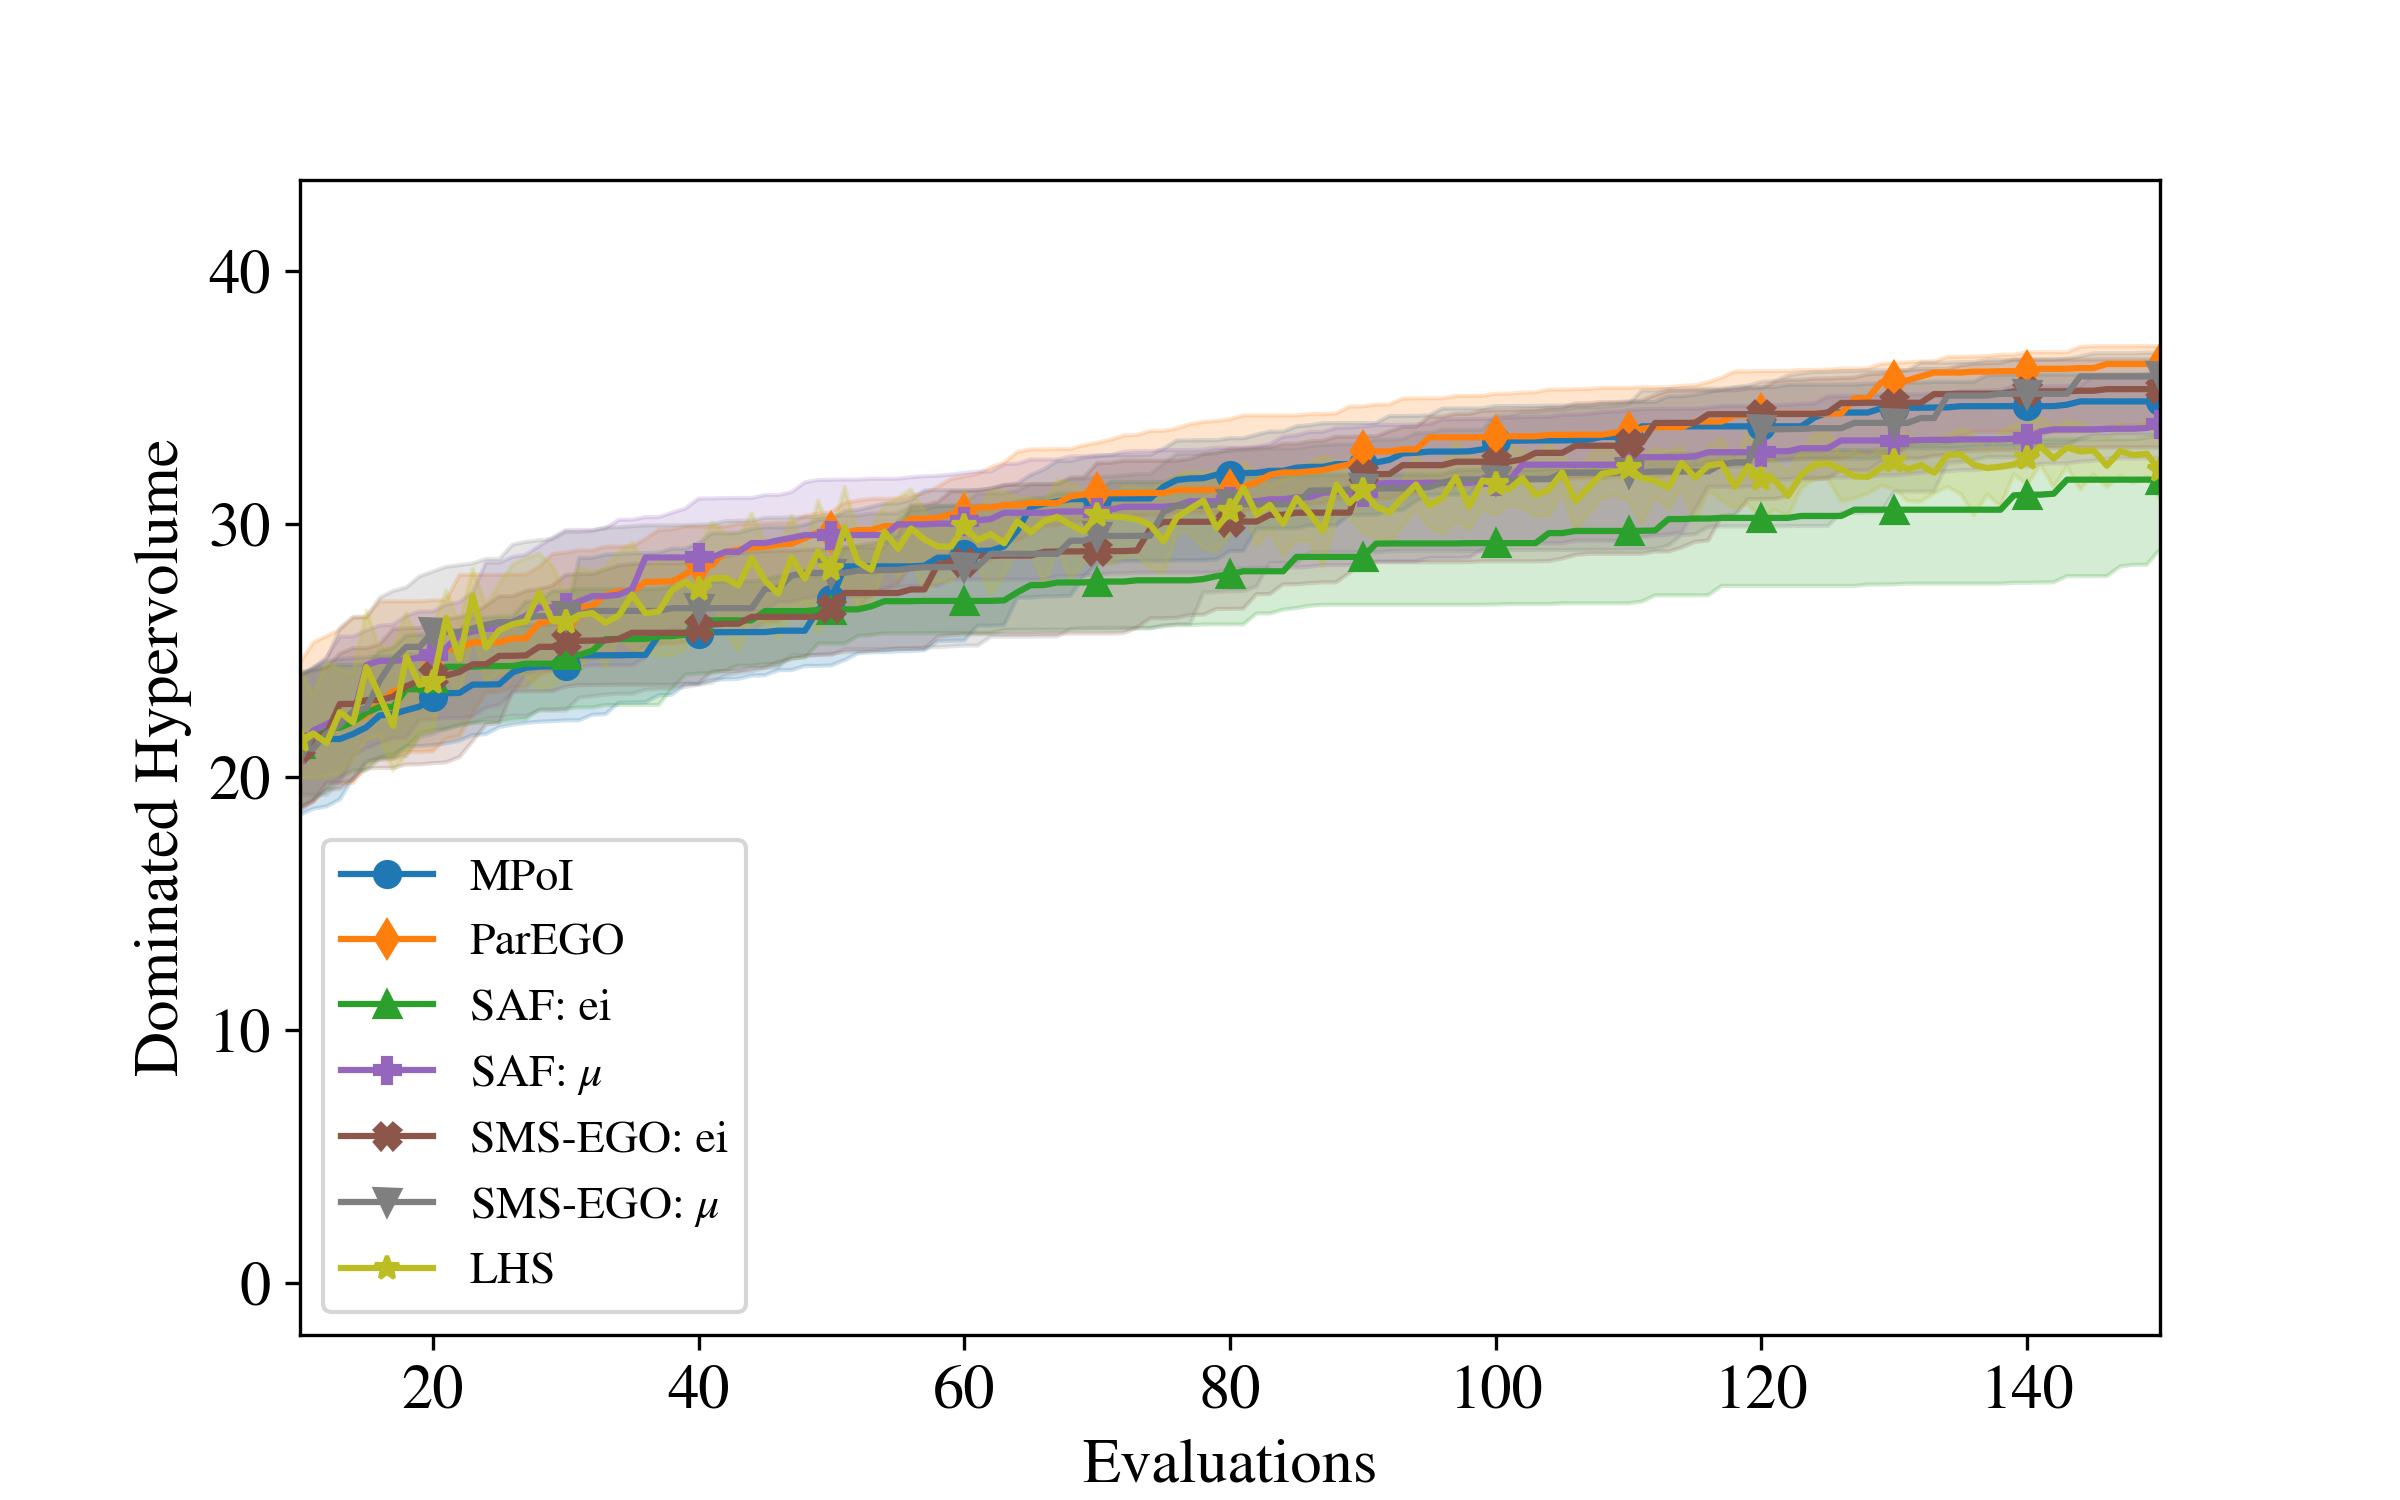 Dominated Hypervolume
40
30
20
10
0
MPoI
ParEGO
SAF: ei
SAF: μ
SMS-EGO: ei
SMS-EGO: μ
LHS
20 40 60 80 100 120 140
Evaluations